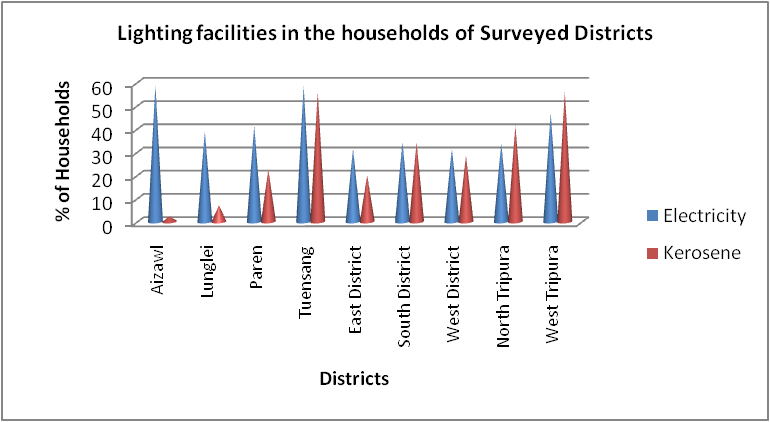 Lighting facilities in the households of Surveyed Districts
% of Households
60
50
40
30
20
10
0
Aizawl
Lunglei
Paren
Tuensang
East District
South District
West District
North Tripura
West Tripura
Districts
Electricity
Kerosene